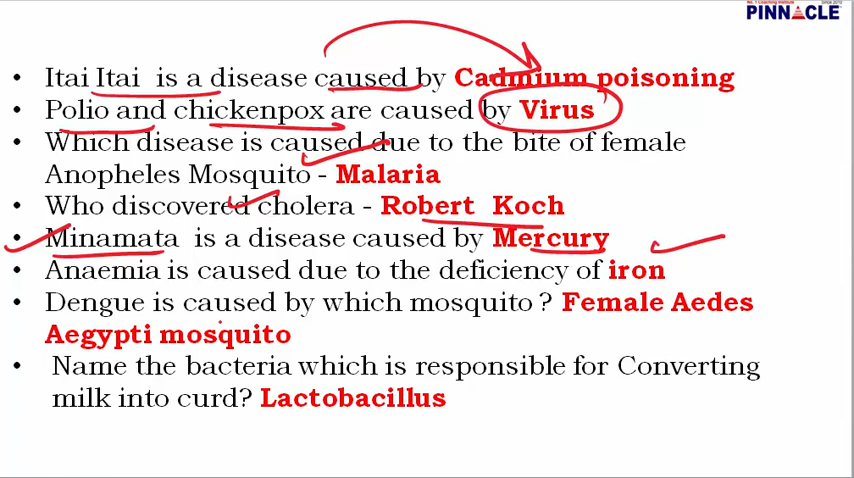 PINNACLE
• Itai Itai is a disease caused by Cadmium poisoning
• Polio and chickenpox are caused by Virus
• Which disease is caused due to the bite of female
Anopheles Mosquito - Malaria
• Who discovered cholera - Robert Koch
• Minamata is a disease caused by Mercury
• Anaemia is caused due to the deficiency of iron
• Dengue is caused by which mosquito ? Female Aedes
Aegypti mosquito
• Name the bacteria which is responsible for Converting
milk into curd? Lactobacillus